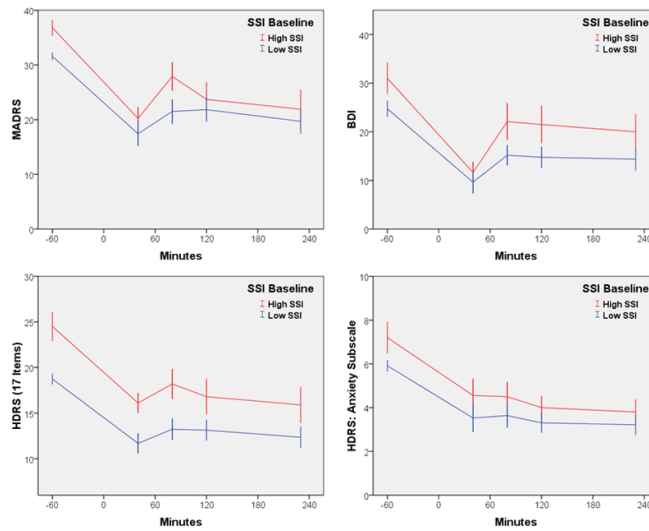 SSI Baseline
High SSI
Low SSI
40
30
20
10
0
MADRS
-60 0 60 120 180 240
Minutes
SSI Baseline
High SSI
Low SSI
40
30
20
10
0
BDI
-60 0 60 120 180 240
Minutes
SSI Baseline
High SSI
Low SSI
30
25
20
15
10
HDRS (17 Items)
-60 0 60 120 180 240
Minutes
SSI Baseline
High SSI
Low SSI
10
8
6
4
2
0
HDRS: Anxiety Subscale
-60 0 60 120 180 240
Minutes